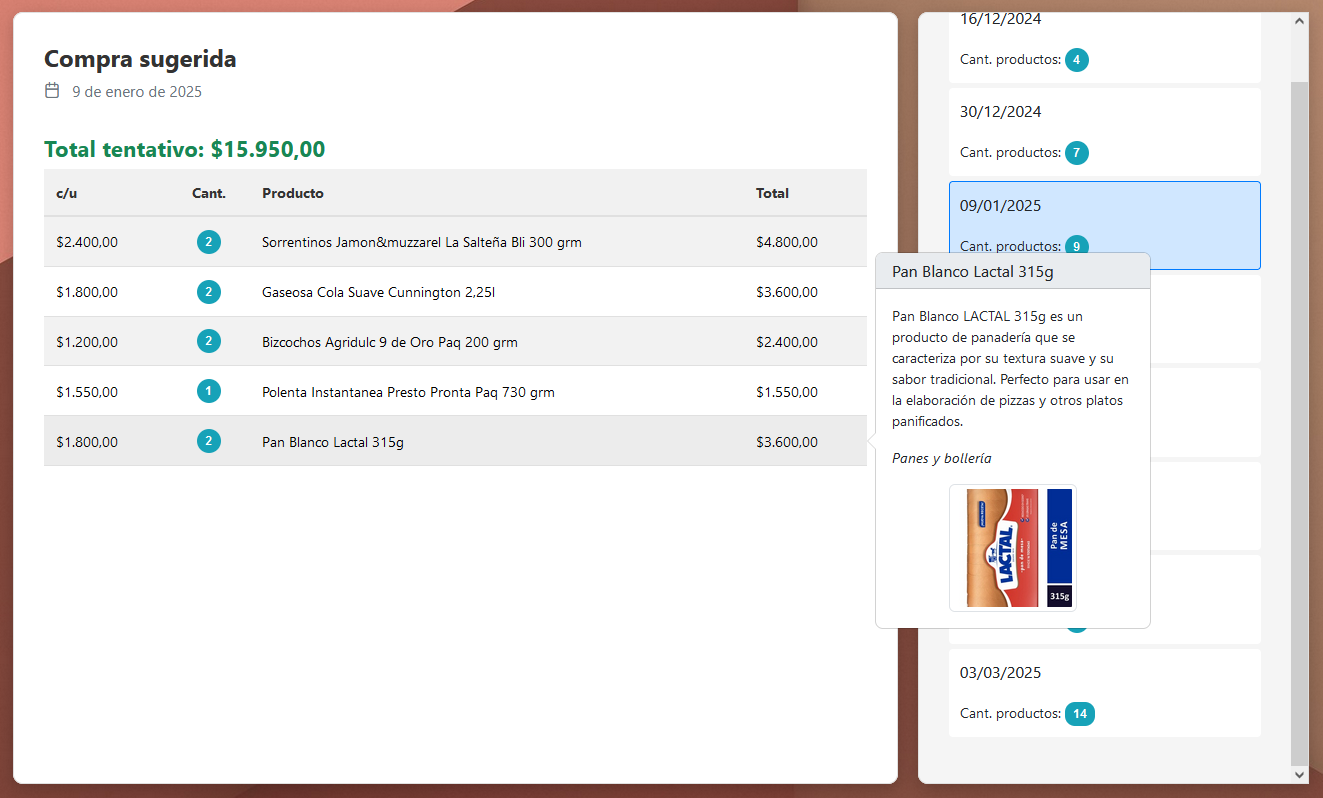 Compra sugerida
9 de enero de 2025
Total tentativo: $15.950,00
c/u Cant. Producto Total
$2.400,00 2 Sorrentinos Jamon&muzzarel La Salteña Bli 300 grm $4.800,00
$1.800,00 2 Gaseosa Cola Suave Cunnington 2,25l $3.600,00
$1.200,00 2 Bizcochos Agridulc 9 de Oro Paq 200 grm $2.400,00
$1.550,00 1 Polenta Instantanea Presto Pronta Paq 730 grm $1.550,00
$1.800,00 2 Pan Blanco Lactal 315g $3.600,00
16/12/2024
Cant. productos: 4
30/12/2024
Cant. productos: 7
09/01/2025
Cant. productos: 9
Pan Blanco Lactal 315g
Pan Blanco LACTAL 315g es un
producto de panadería que se
caracteriza por su textura suave y su
sabor tradicional. Perfecto para usar en
la elaboración de pizzas y otros platos
panificados.
Panes y bollería
LACTAL
Pan de
MESA
315g
03/03/2025
Cant. productos: 14